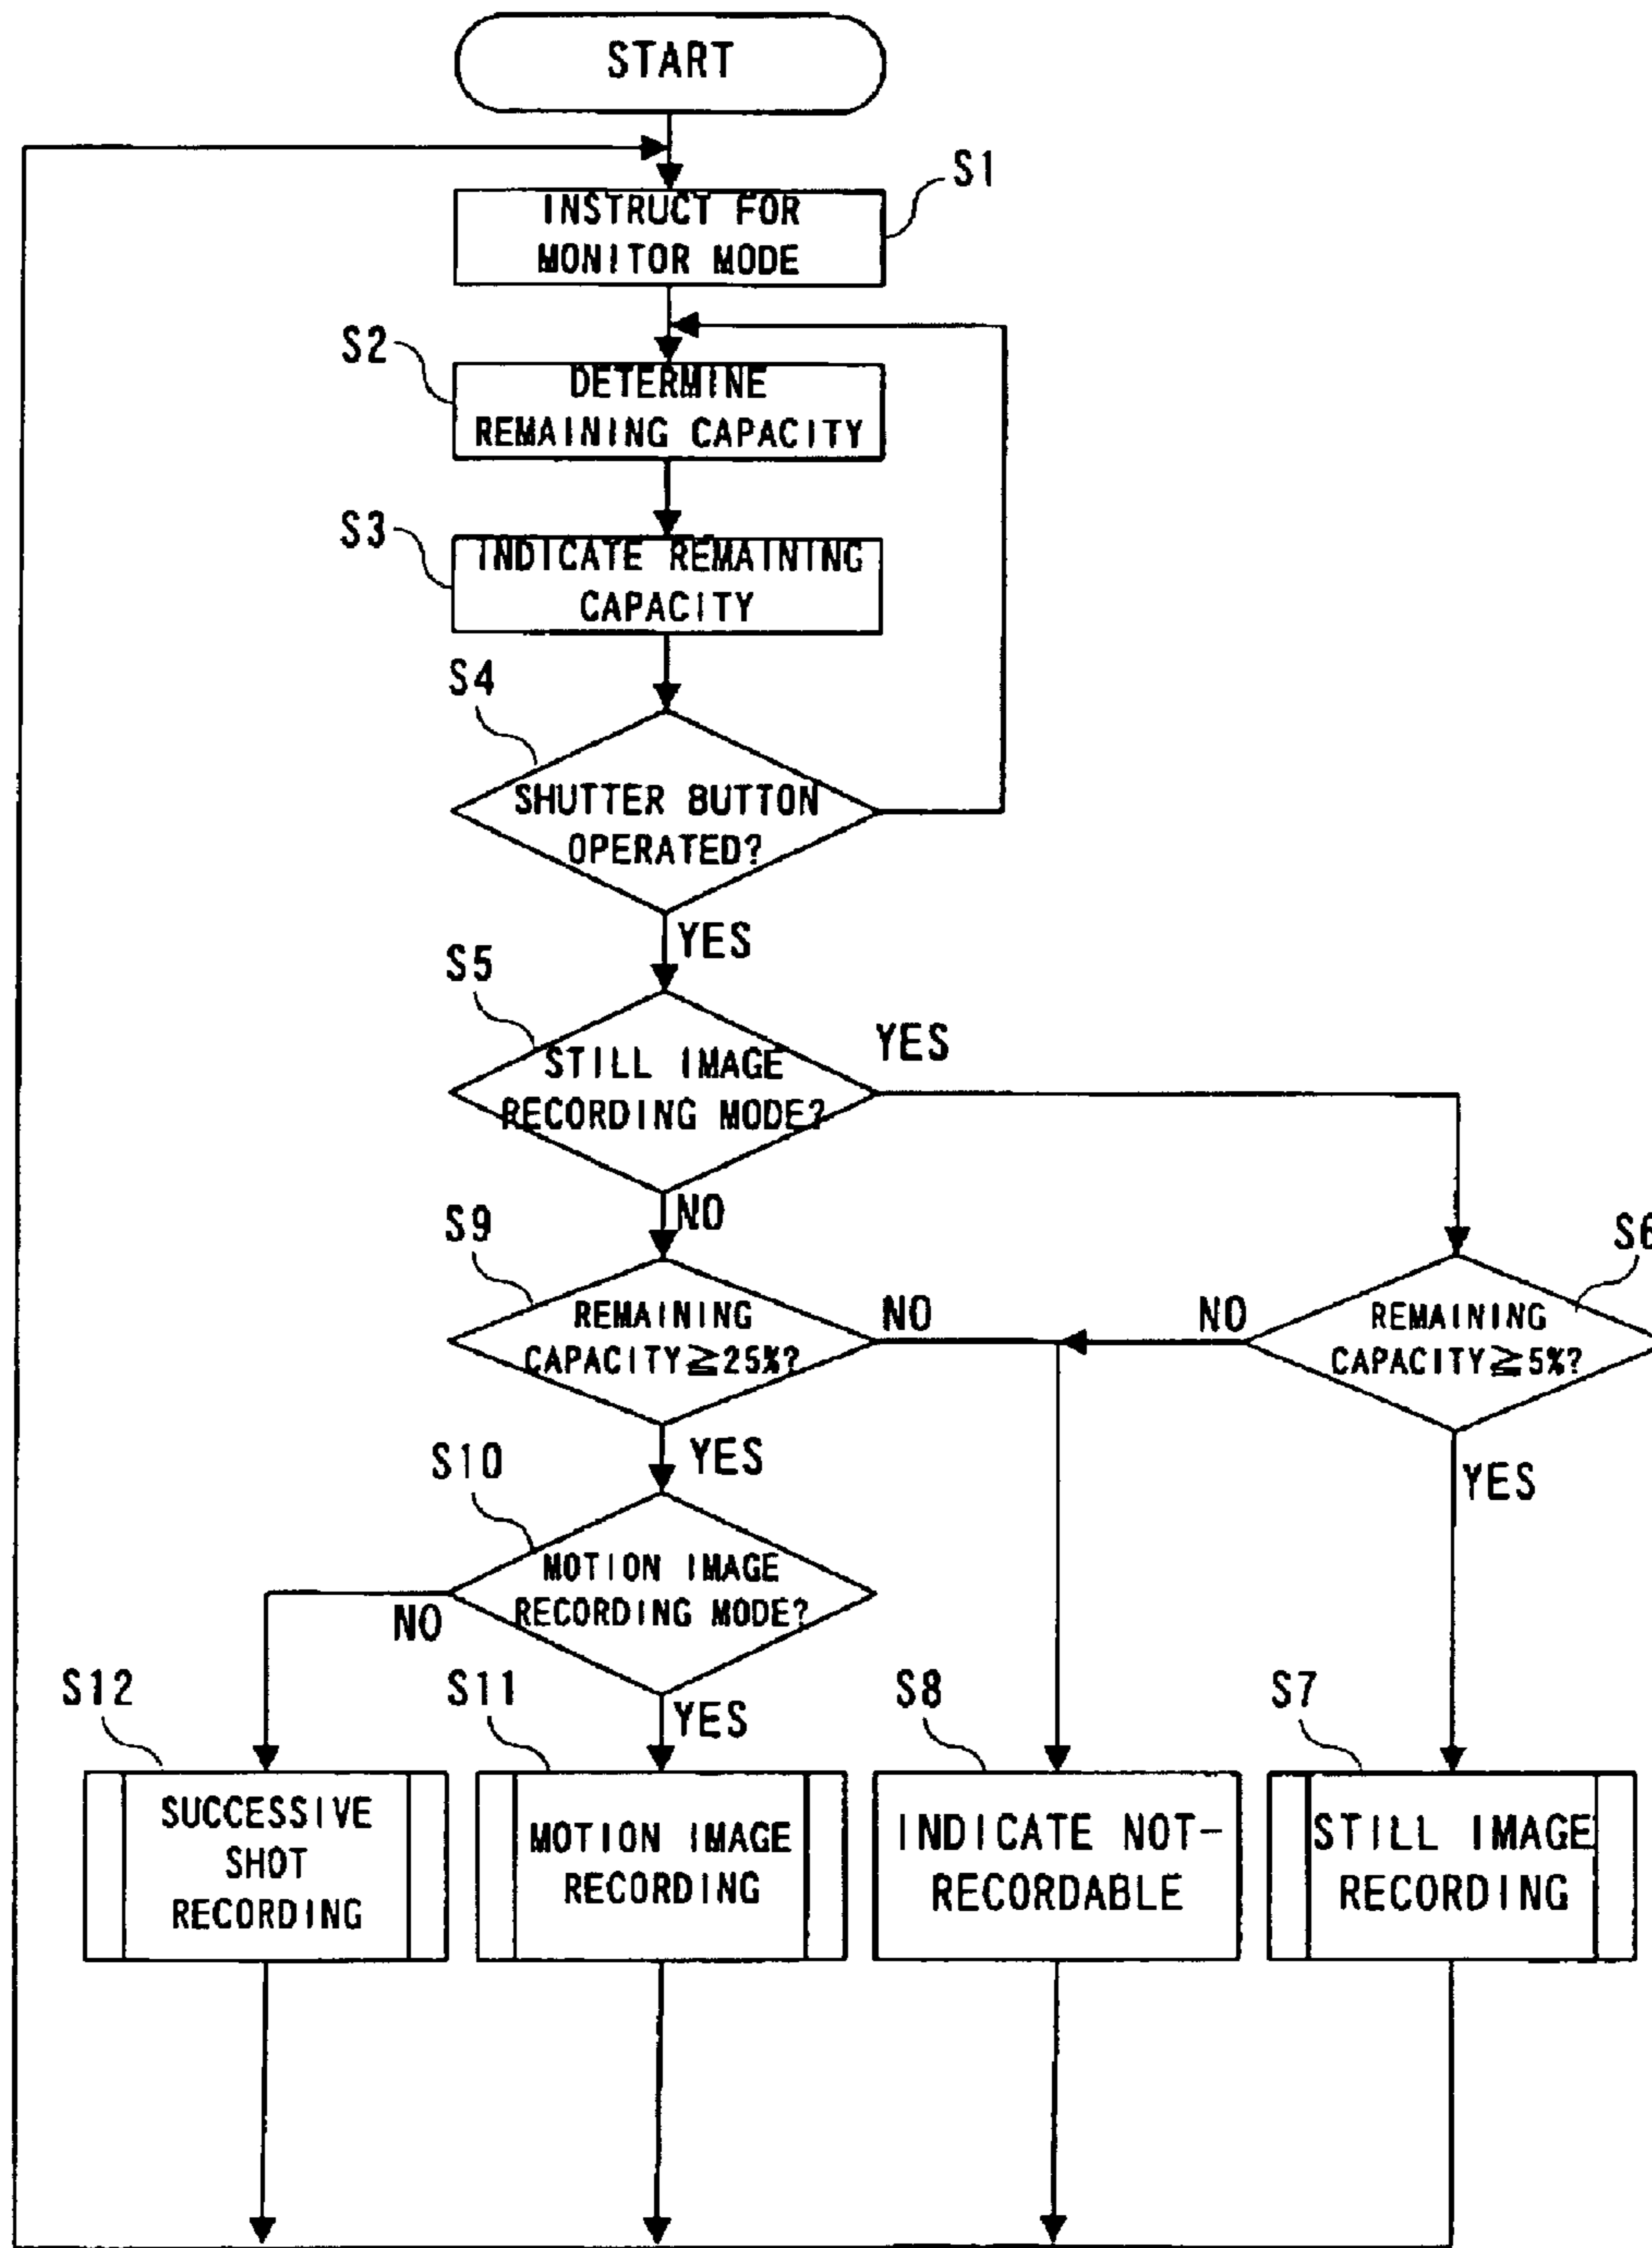 START
S1
INSTRUCT FOR
MONITOR MODE
S2
DETERMINE
REMAINING CAPACITY
S3
INDICATE REMAINING
CAPACITY
S4
SHUTTER BUTTON
OPERATED?
YES
S5
STILL IMAGE
RECORDING MODE?
YES
NO
S9
REMAINING
CAPACITY≧25%?
NO
S6
REMAINING
CAPACITY≧5%?
NO
YES
YES
S10
MOTION IMAGE
RECORDING MODE?
NO
YES
S12
SUCCESSIVE
SHOT
RECORDING
S11
MOTION IMAGE
RECORDING
S8
INDICATE NOT-
RECORDABLE
S7
STILL IMAGE
RECORDING